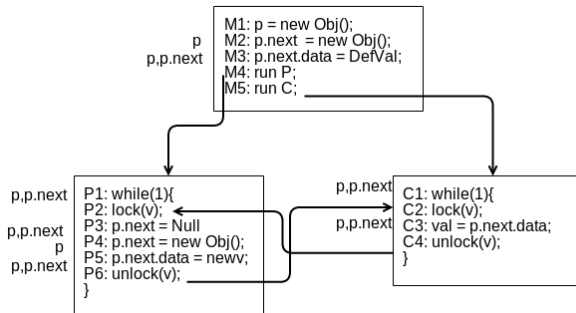 M1: p = new Obj();
p
M2: p.next = new Obj();
p,p.next
M3: p.next.data = DefVal;
M4: run P;
M5: run C;
p,p.next
P1: while(1){
P2: lock(v);
p,p.next
P3: p.next = Null
p
P4: p.next = new Obj();
p,p.next
P5: p.next.data = newv;
P6: unlock(v);
}
p,p.next
C1: while(1){
C2: lock(v);
p,p.next
C3: val = p.next.data;
C4: unlock(v);
}